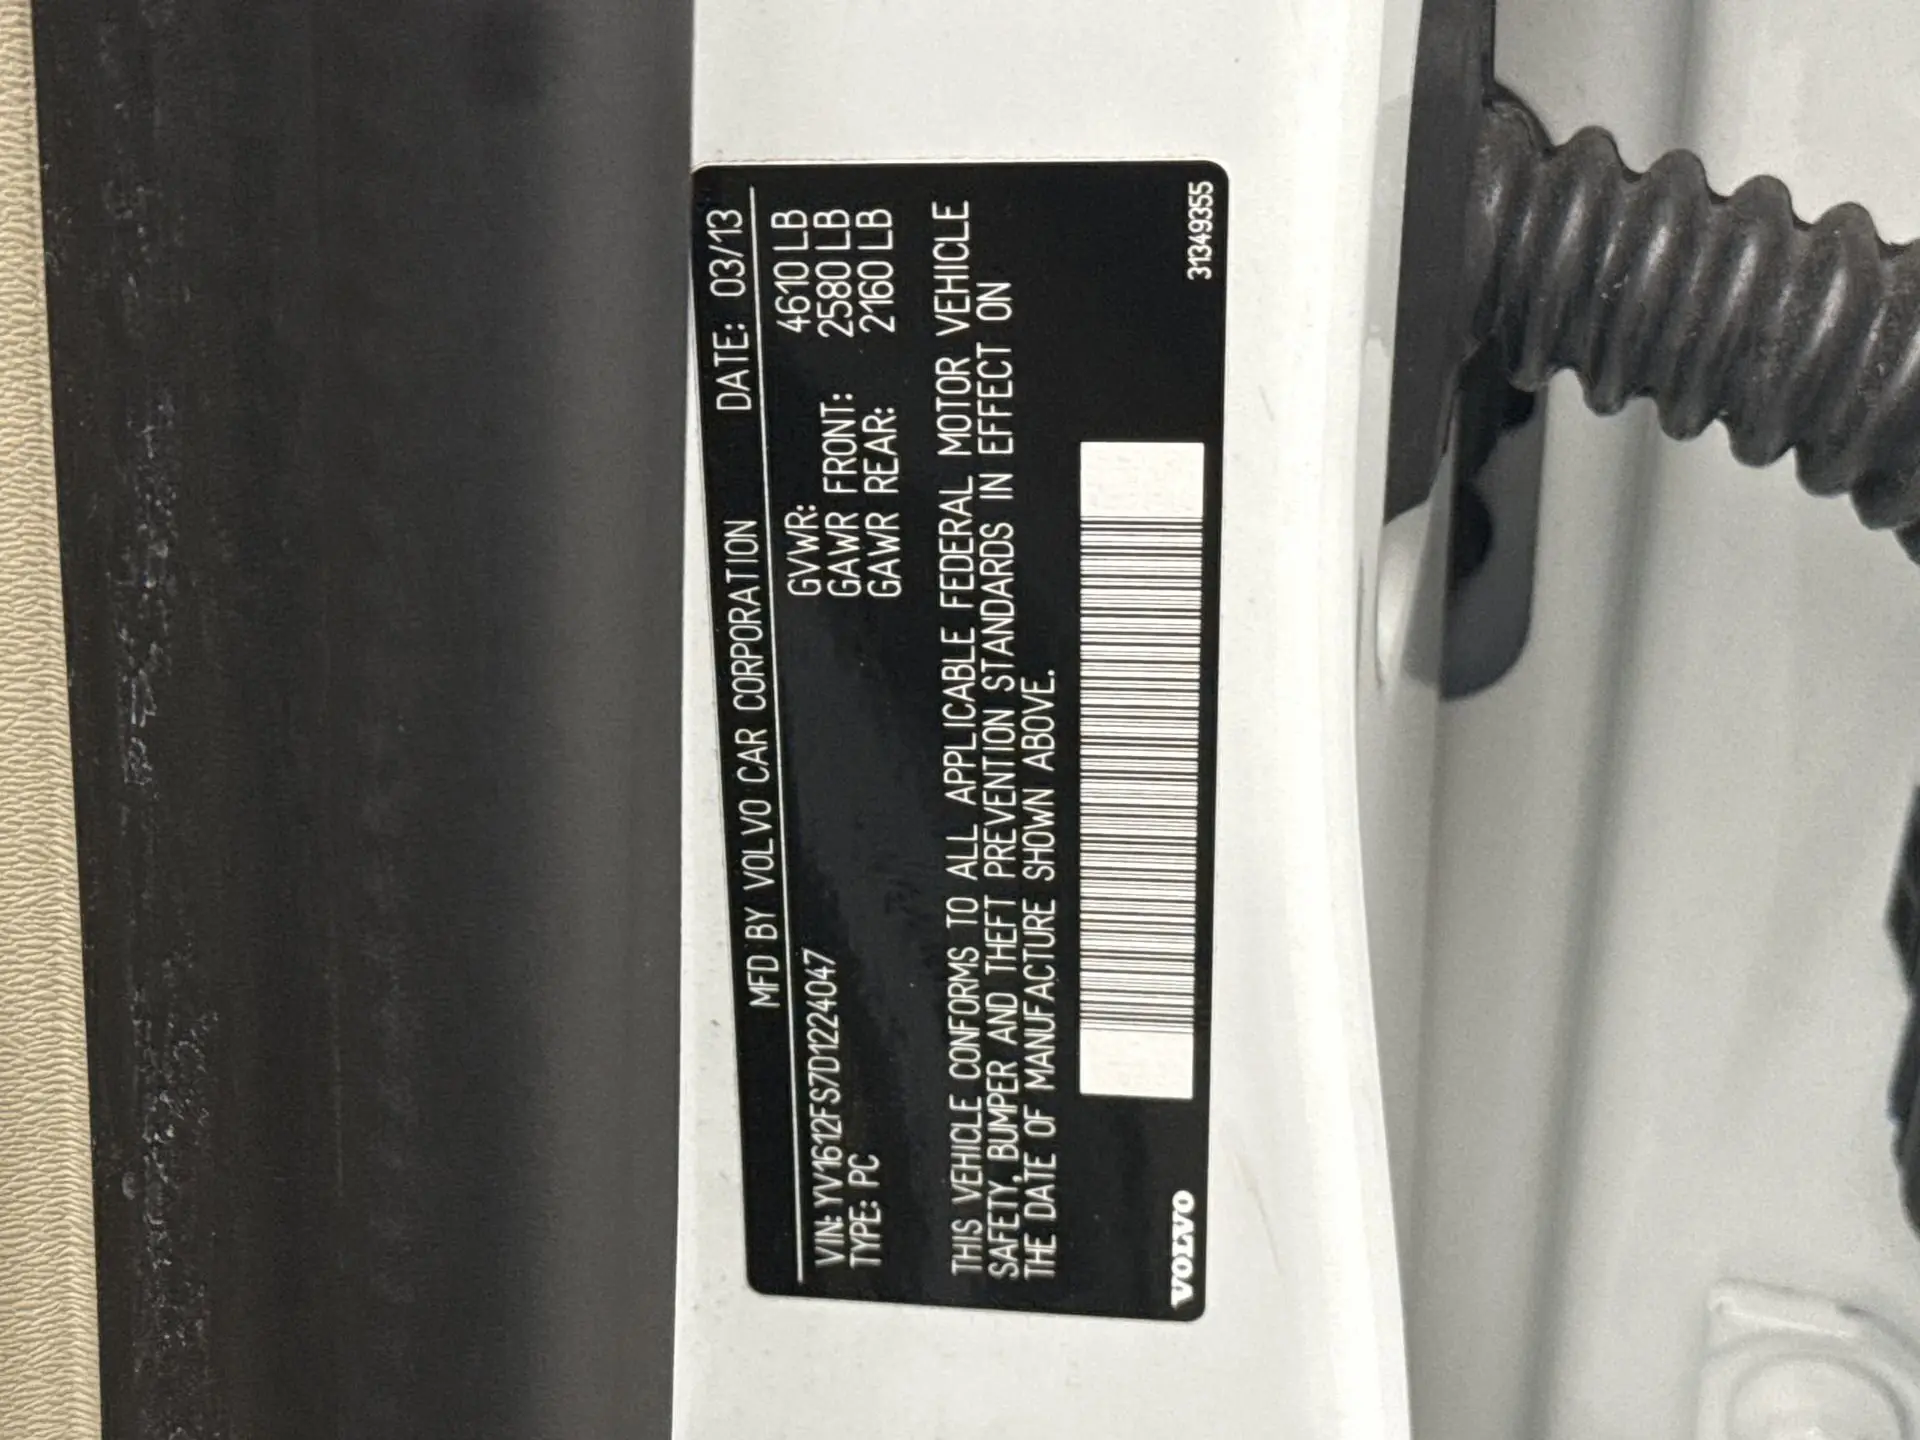 MFD BY VOLVO CAR CORPORATION DATE: 03/13
VIN: YV1612FS7D1224047 GVWR: 4610 LB
TYPE: PC GAWR FRONT: 2580 LB
GAWR REAR: 2160 LB
THIS VEHICLE CONFORMS TO ALL APPLICABLE FEDERAL MOTOR VEHICLE
SAFETY, BUMPER AND THEFT PREVENTION STANDARDS IN EFFECT ON
THE DATE OF MANUFACTURE SHOWN ABOVE.
VOLVO 31349355